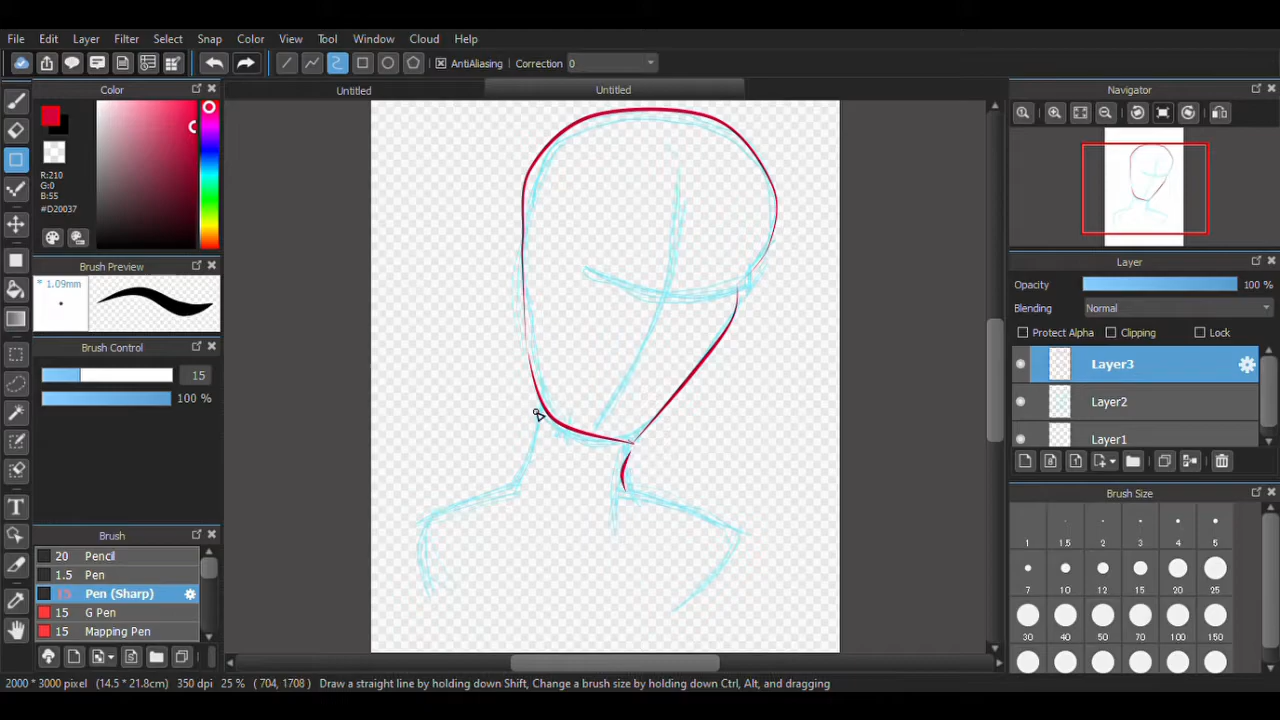 File Edit Layer Filter Select Snap Color View Tool Window Cloud Help
AntiAliasing Correction 0
Color
Untitled
Untitled
Navigator
R:210
G:0
B:55
#D20037
Brush Preview
* 1.09mm
Layer
Opacity 100 %
Blending Normal
Protect Alpha Clipping Lock
Brush Control
15
100 %
Layer3
Layer2
Layer1
Brush Size
1 1.5 2 3 4 5
7 10 12 15 20 25
30 40 50 70 100 150
T
Brush
20 Pencil
1.5 Pen
15 Pen (Sharp)
15 G Pen
15 Mapping Pen
2000 * 3000 pixel (14.5 * 21.8cm) 350 dpi 25 % ( 704, 1708 ) Draw a straight line by holding down Shift, Change a brush size by holding down Ctrl, Alt, and dragging